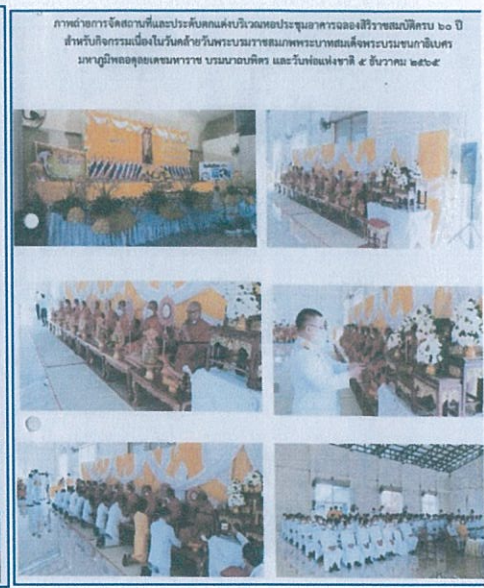 ภาพถ่ายการจัดสถานที่และประดับตกแต่งบริเวณหอประชุมอาคารฉลองสิริราชสมบัติครบ ๖๐ ปี
สำหรับกิจกรรมเนื่องในวันคล้ายวันพระบรมราชสมภพพระบาทสมเด็จพระบรมชนกาธิเบศร
มหาภูมิพลอดุลยเดชมหาราช บรมนาถบพิตร และวันพ่อแห่งชาติ ๕ ธันวาคม ๒๕๖๕